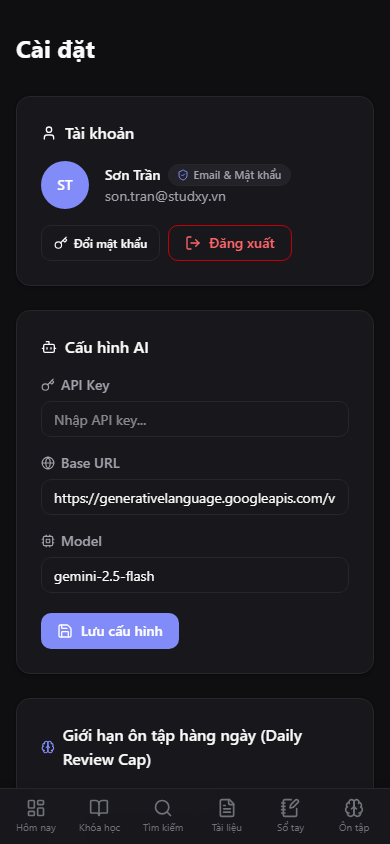 Cài đặt
Tài khoản
ST
Sơn Trần
Email & Mật khẩu
son.tran@studxy.vn
Đổi mật khẩu
Đăng xuất
Cấu hình AI
API Key
Nhập API key...
Base URL
https://generativelanguage.googleapis.com/v
Model
gemini-2.5-flash
Lưu cấu hình
Giới hạn ôn tập hàng ngày (Daily
Review Cap)
Hôm nay
Khóa học
Tìm kiếm
Tài liệu
Sổ tay
Ôn tập